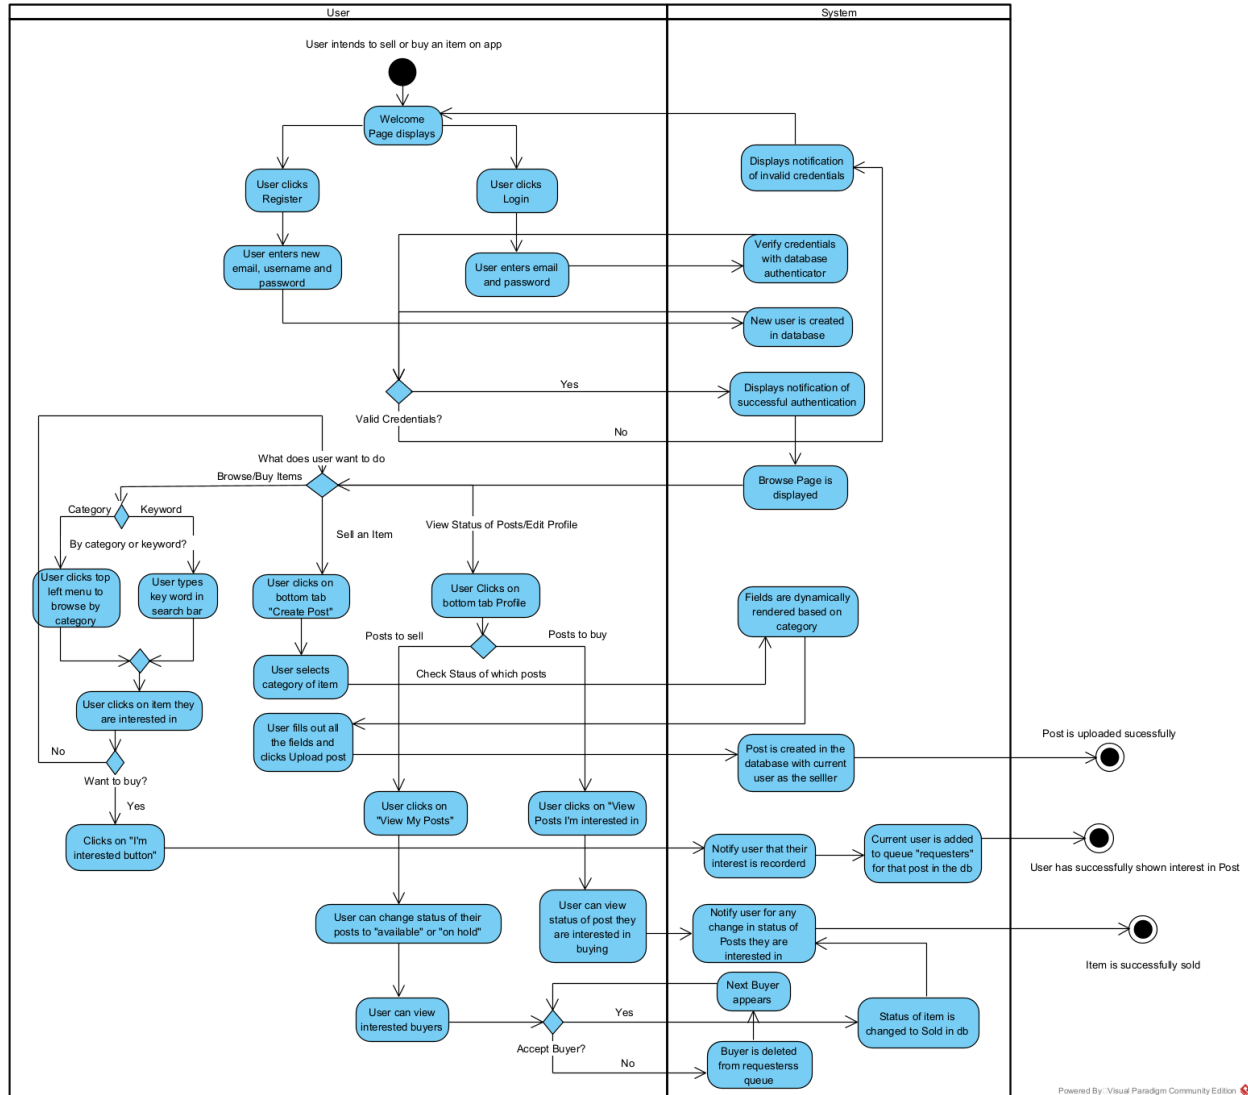 User
System
User intends to sell or buy an item on app
Welcome
Page displays
Displays notification
of invalid credentials
User clicks
Register
User clicks
Login
User enters new
email, username and
password
User enters email
and password
Verify credentials
with database
authenticator
New user is created
in database
Yes
Displays notification of
successful authentication
Valid Credentials?
No
What does user want to do
Browse/Buy Items
Browse Page is
displayed
Category
Keyword
View Status of Posts/Edit Profile
Sell an Item
By category or keyword?
User clicks top
left menu to
browse by
category
User types
key word in
search bar
User clicks on
bottom tab
"Create Post"
User Clicks on
bottom tab Profile
Fields are dynamically
rendered based on
category
Posts to sell
Posts to buy
User selects
category of item
Check Staus of which posts
User clicks on item they
are interested in
User fills out all
the fields and
clicks Upload post
Post is created in the
database with current
user as the selller
Post is uploaded sucessfully
No
Want to buy?
Yes
User clicks on
"View My Posts"
User clicks on "View
Posts I'm interested in
Clicks on "I'm
interested button"
Notify user that their
interest is recorderd
Current user is added
to queue "requesters"
for that post in the db
User has successfully shown interest in Post
User can change status of their
posts to "available" or "on hold"
User can view
status of post they
are interested in
buying
Notify user for any
change in status of
Posts they are
interested in
Item is successfully sold
Next Buyer
appears
User can view
interested buyers
Yes
Status of item is
changed to Sold in db
Accept Buyer?
No
Buyer is deleted
from requesterss
queue
Powered By: Visual Paradigm Community Edition